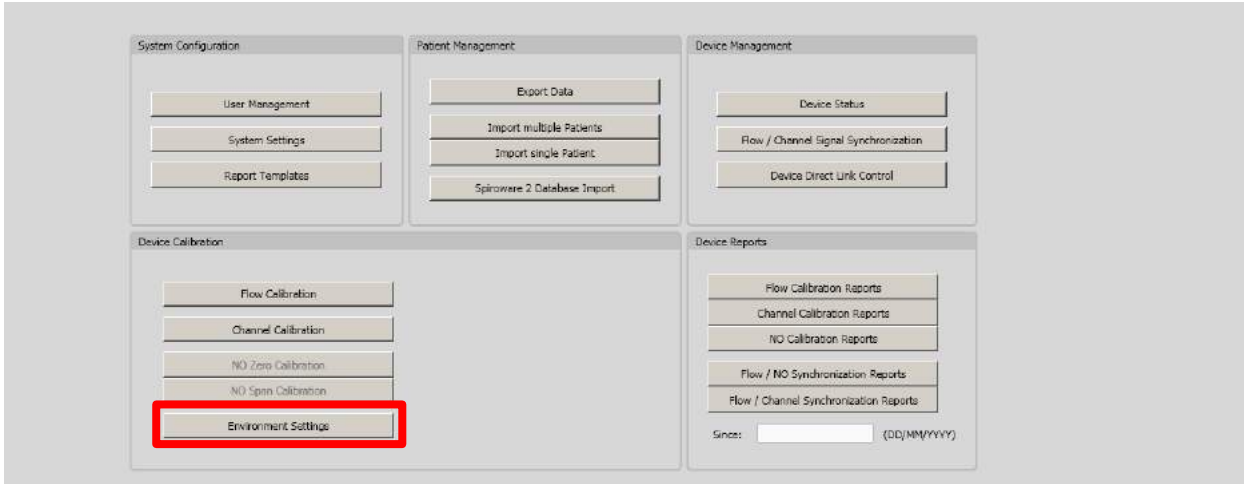 System Configuration
User Management
System Settings
Report Templates
Patient Management
Export Data
Import multiple Patients
Import single Patient
Spiroware 2 Database Import
Device Management
Device Status
Flow / Channel Signal Synchronization
Device Direct Link Control
Device Calibration
Flow Calibration
Channel Calibration
NO Zero Calibration
NO Span Calibration
Environment Settings
Device Reports
Flow Calibration Reports
Channel Calibration Reports
NO Calibration Reports
Flow / NO Synchronization Reports
Flow / Channel Synchronization Reports
Since: (DD/MM/YYYY)